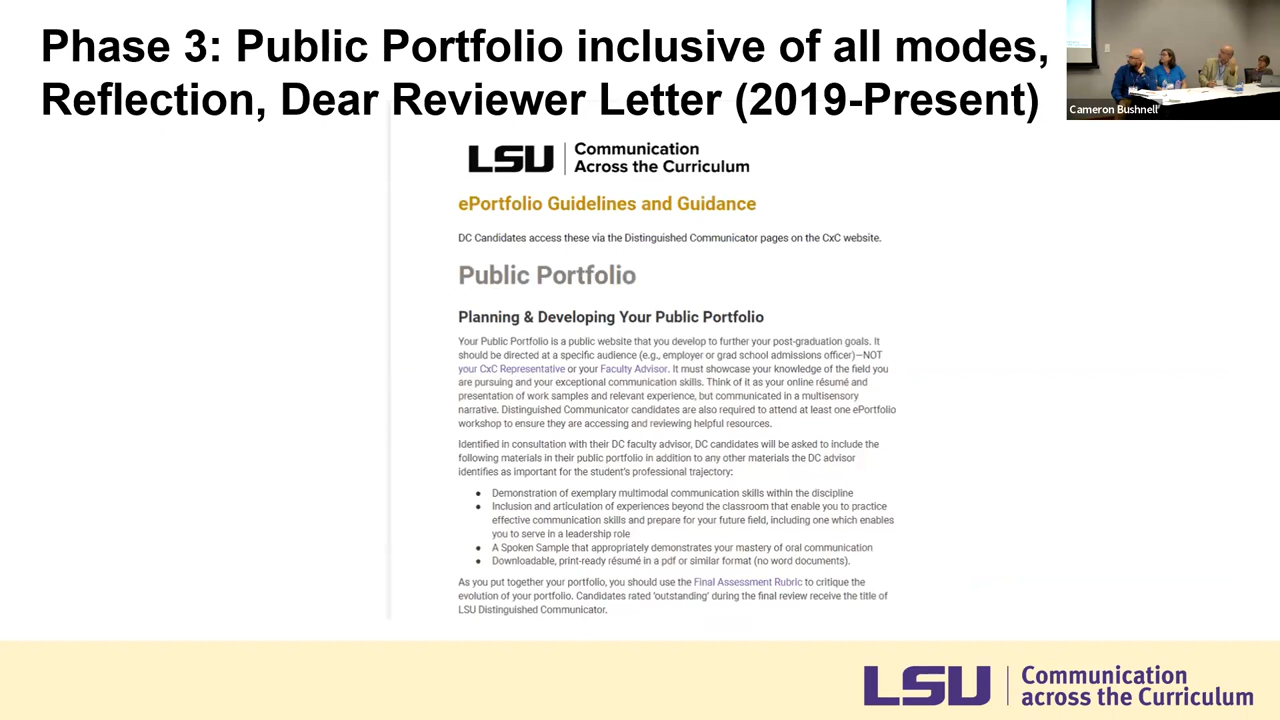 Phase 3: Public Portfolio inclusive of all modes,
Reflection, Dear Reviewer Letter (2019-Present)
Cameron Bushnell
LSU Communication
Across the Curriculum
ePortfolio Guidelines and Guidance
DC Candidates access these via the Distinguished Communicator pages on the CxC website.
Public Portfolio
Planning & Developing Your Public Portfolio
Your Public Portfolio is a public website that you develop to further your post-graduation goals. It
should be directed at a specific audience (e.g., employer or grad school admissions officer)—NOT
your CxC Representative or your Faculty Advisor. It must showcase your knowledge of the field you
are pursuing and your exceptional communication skills. Think of it as your online résumé and
presentation of work samples and relevant experience, but communicated in a multisensory
narrative. Distinguished Communicator candidates are also required to attend at least one ePortfolio
workshop to ensure they are accessing and reviewing helpful resources.
Identified in consultation with their DC faculty advisor, DC candidates will be asked to include the
following materials in their public portfolio in addition to any other materials the DC advisor
identifies as important for the student's professional trajectory:
● Demonstration of exemplary multimodal communication skills within the discipline
● Inclusion and articulation of experiences beyond the classroom that enable you to practice
effective communication skills and prepare for your future field, including one which enables
you to serve in a leadership role
● A Spoken Sample that appropriately demonstrates your mastery of oral communication
● Downloadable, print-ready résumé in a pdf or similar format (no word documents).
As you put together your portfolio, you should use the Final Assessment Rubric to critique the
evolution of your portfolio. Candidates rated 'outstanding' during the final review receive the title of
LSU Distinguished Communicator.
LSU Communication
across the Curriculum